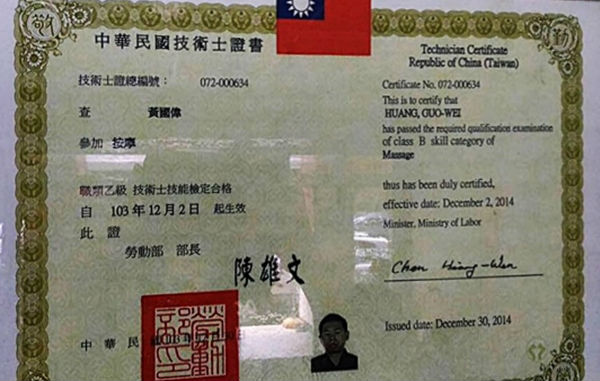 敬
勤
中華民國技術士證書
技術士證總編號： 072-000634
查 黃國偉
參加 按摩
職類乙級 技術士技能檢定合格
自 103 年 12 月 2 日 起生效
此 證
勞動部 部長
陳雄文
中 華 民
Technician Certificate
Republic of China (Taiwan)
Certificate No. 072-000634
This is to certify that
HUANG, GUO-WEI
has passed the required qualification examination
of class B skill category of
Massage
thus has been duly certified,
effective date: December 2, 2014
Minister, Ministry of Labor
Issued date: December 30, 2014